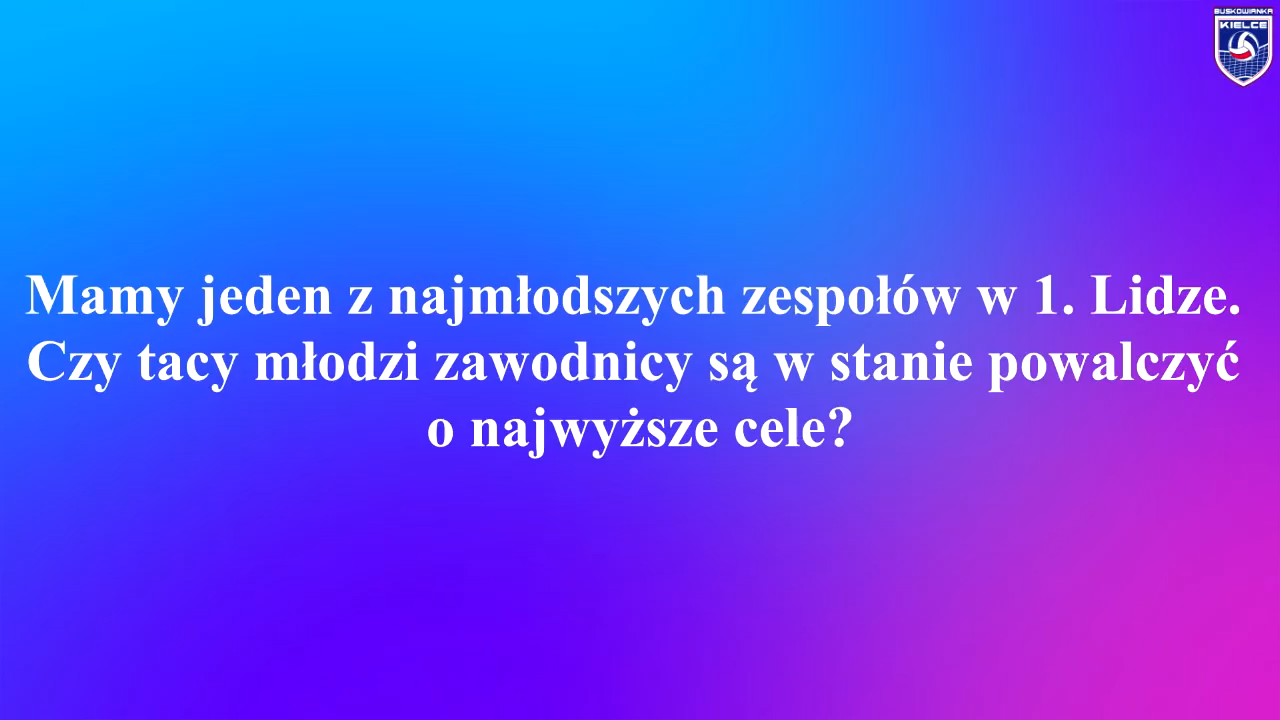 BUSKOWIANKA
KIELCE
Mamy jeden z najmłodszych zespołów w 1. Lidze.
Czy tacy młodzi zawodnicy są w stanie powalczyć
o najwyższe cele?